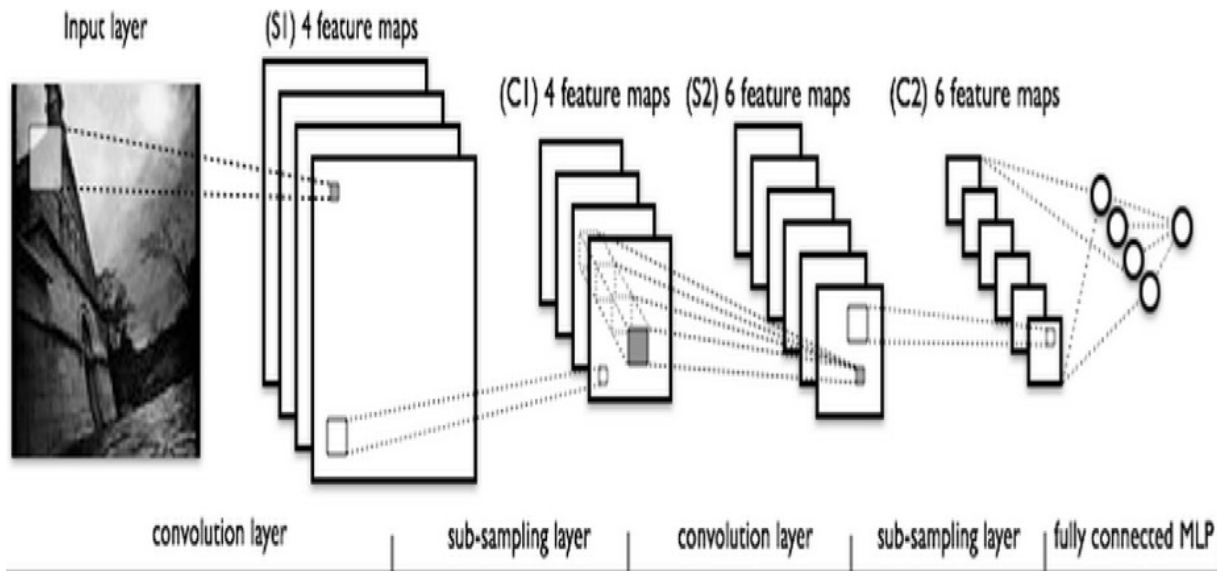 Input layer
(S1) 4 feature maps
(C1) 4 feature maps
(S2) 6 feature maps
(C2) 6 feature maps
convolution layer
sub-sampling layer
convolution layer
sub-sampling layer
fully connected MLP